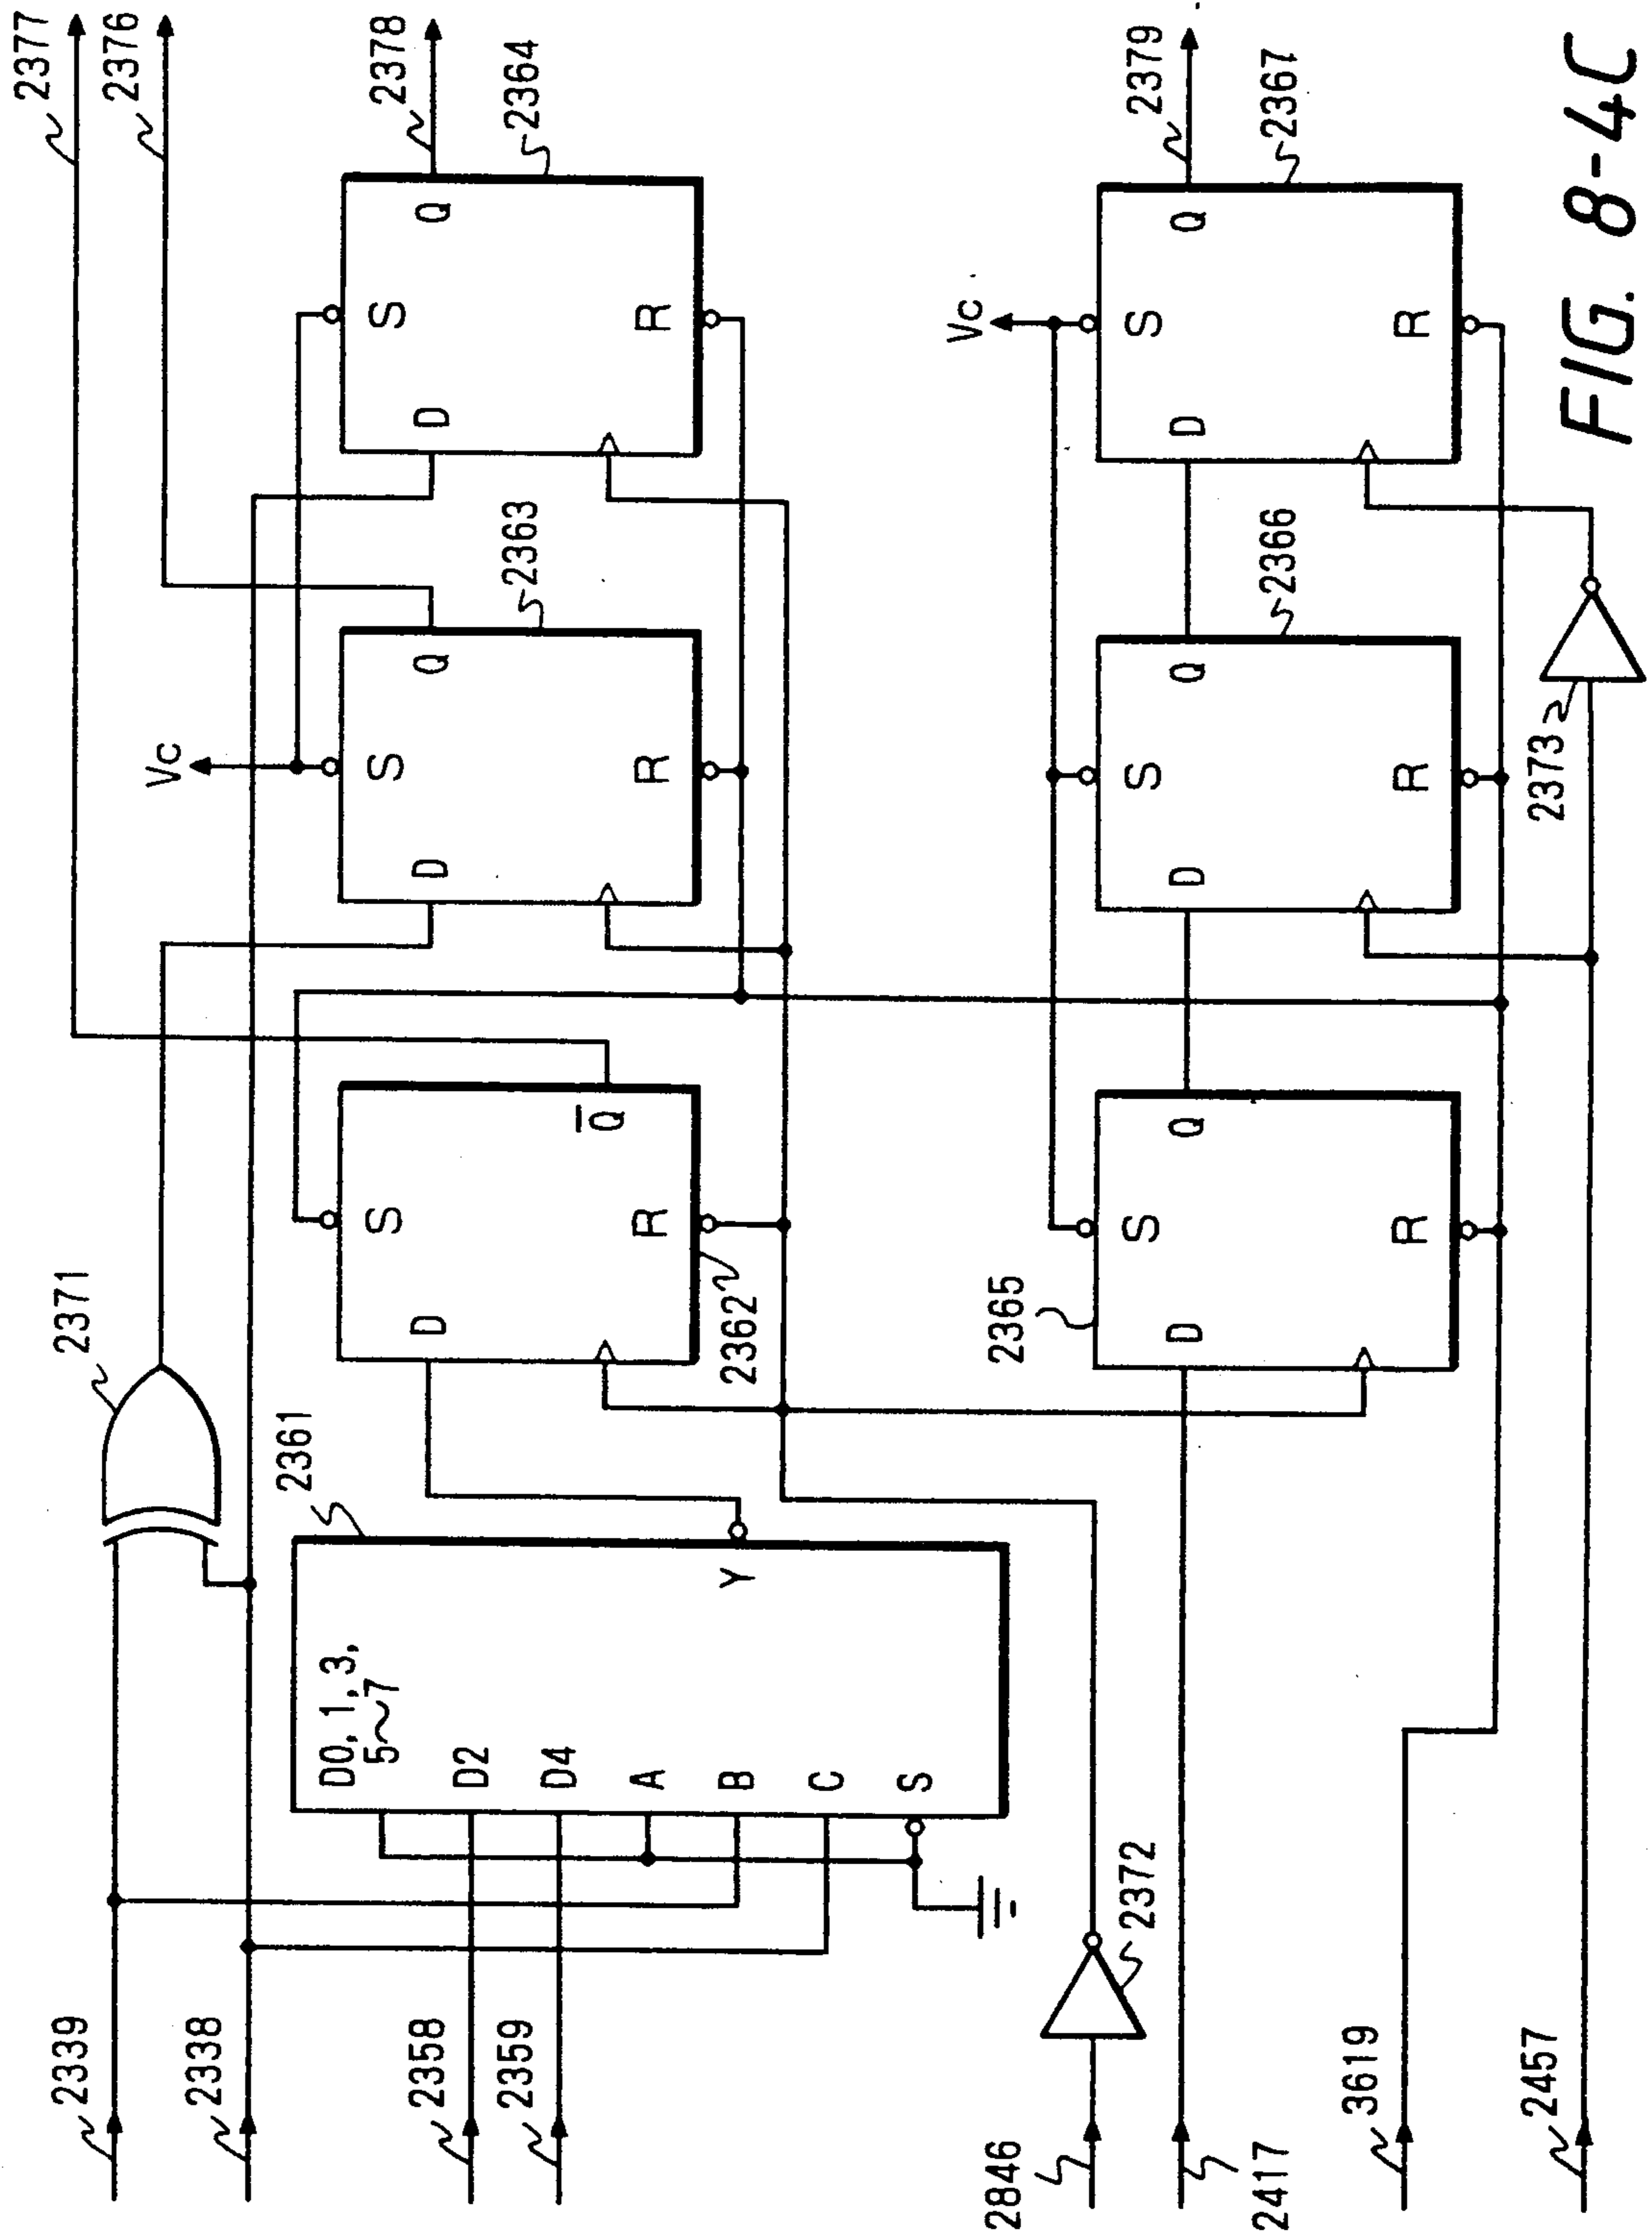 2377
2376
2378
2364
2363
2371
2339
2338
2361
2358
2359
D0, 1, 3,
5~7
D2
D4
A
B
C
S
Y
D
S
R
Q̅
2362
Vc
D
S
R
Q
D
S
R
Q
2846
2372
2417
3619
2457
2365
D
S
R
Q
2366
D
S
R
Q
Vc
2379
2367
D
S
R
Q
2373
FIG. 8-4C